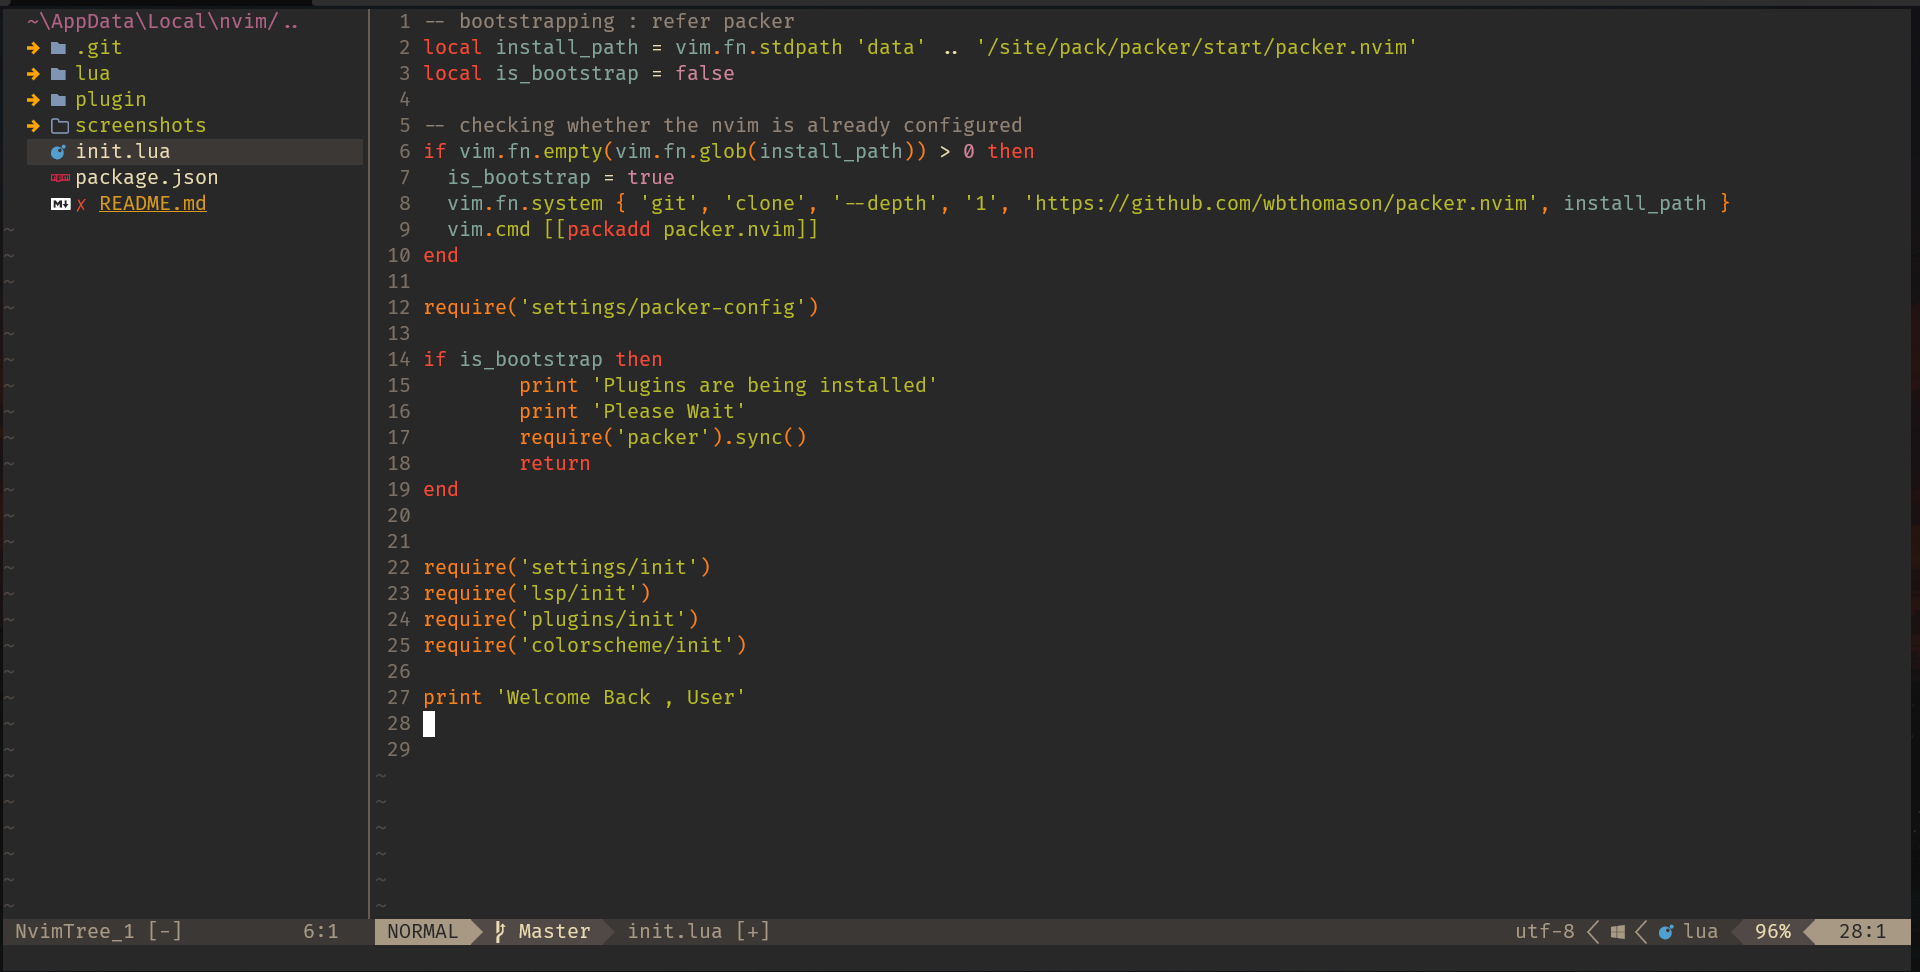 ~\AppData\Local\nvim/..
.git
lua
plugin
screenshots
init.lua
npm package.json
M↓ ✗ README.md
1 -- bootstrapping : refer packer
2 local install_path = vim.fn.stdpath 'data' .. '/site/pack/packer/start/packer.nvim'
3 local is_bootstrap = false
4
5 -- checking whether the nvim is already configured
6 if vim.fn.empty(vim.fn.glob(install_path)) > 0 then
7   is_bootstrap = true
8   vim.fn.system { 'git', 'clone', '--depth', '1', 'https://github.com/wbthomason/packer.nvim', install_path }
9   vim.cmd [[packadd packer.nvim]]
10 end
11
12 require('settings/packer-config')
13
14 if is_bootstrap then
15         print 'Plugins are being installed'
16         print 'Please Wait'
17         require('packer').sync()
18         return
19 end
20
21
22 require('settings/init')
23 require('lsp/init')
24 require('plugins/init')
25 require('colorscheme/init')
26
27 print 'Welcome Back , User'
28
29
NvimTree_1 [-] 6:1 NORMAL Master init.lua [+] utf-8 lua 96% 28:1